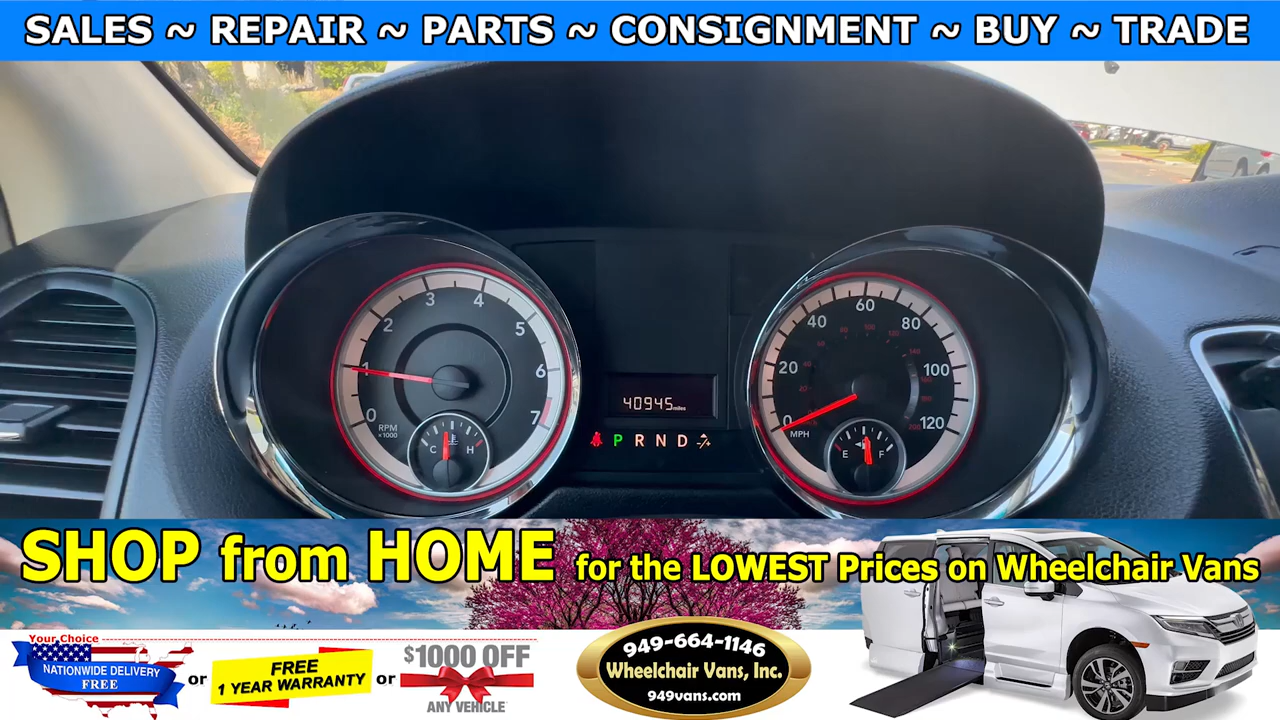 SALES ~ REPAIR ~ PARTS ~ CONSIGNMENT ~ BUY ~ TRADE
0 1 2 3 4 5 6 7
RPM
x1000
C H
40945 miles
P R N D
0 20 40 60 80 100 120
MPH
E F
SHOP from HOME for the LOWEST Prices on Wheelchair Vans
Your Choice
NATIONWIDE DELIVERY
FREE
or
FREE
1 YEAR WARRANTY
or
$1000 OFF
ANY VEHICLE
949-664-1146
Wheelchair Vans, Inc.
949vans.com